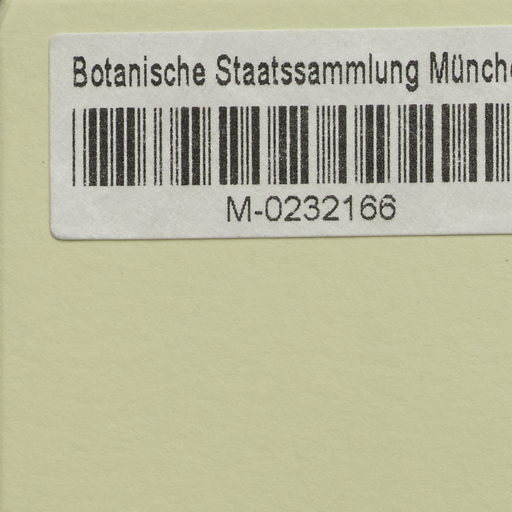 Botanische Staatssammlung Münch
M-0232166